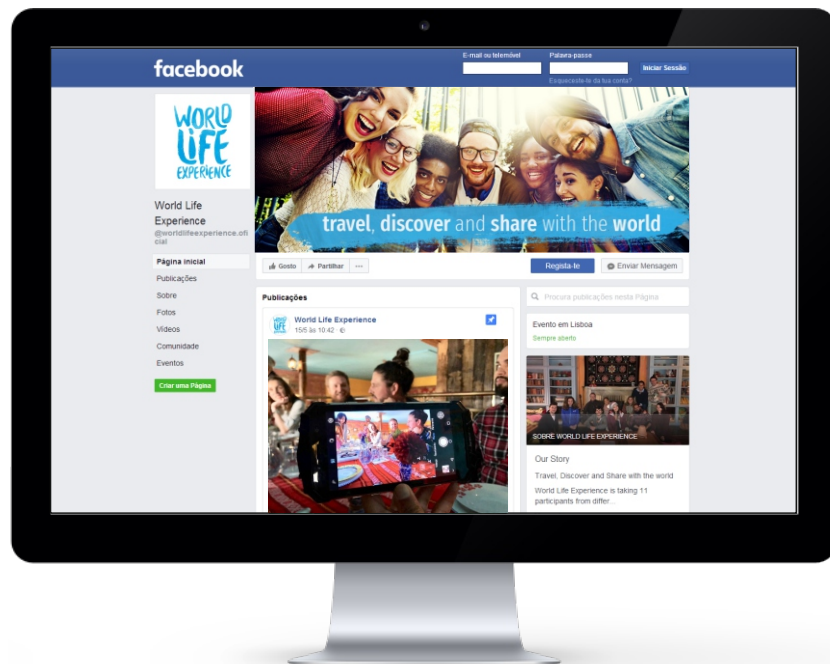 E-mail ou telemóvel
Palavra-passe
facebook
Iniciar Sessão
Esqueceste-te da tua conta?
WORLD
LIFE
EXPERIENCE
travel, discover and share with the world
World Life
Experience
@worldlifeexperience.ofi
cial
Gosto
Partilhar
Regista-te
Enviar Mensagem
Página inicial
Publicações
Sobre
Fotos
Vídeos
Comunidade
Eventos
Criar uma Página
Publicações
World Life Experience
15/5 às 10:42
Procura publicações nesta Página
Evento em Lisboa
Sempre aberto
SOBRE WORLD LIFE EXPERIENCE
Our Story
Travel, Discover and Share with the world
World Life Experience is taking 11
participants from differ...